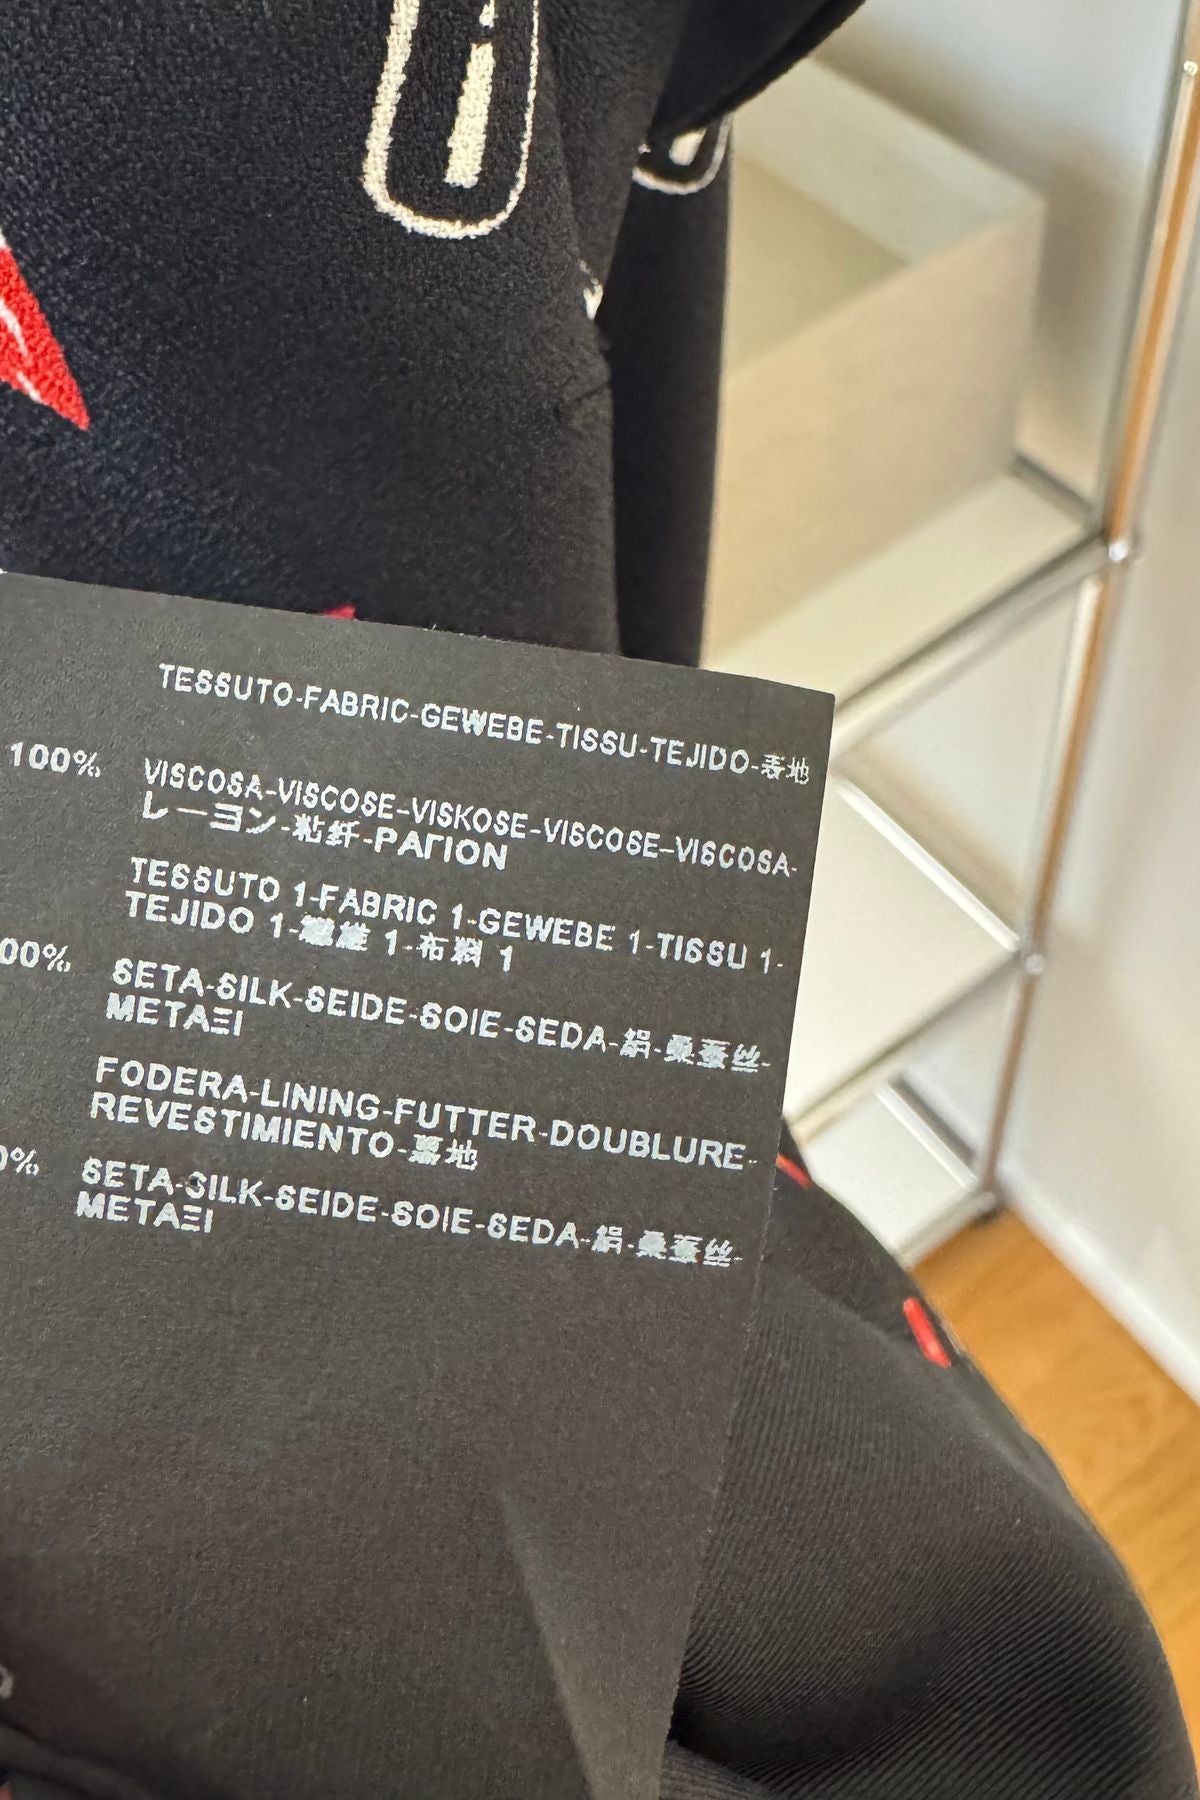 TESSUTO-FABRIC-GEWEBE-TISSU-TEJIDO-表地
100% VISCOSA-VISCOSE-VISKOSE-VISCOSE-VISCOSA-
レーヨン-粘纤-ΡΑΓΙΟΝ
TESSUTO 1-FABRIC 1-GEWEBE 1-TISSU 1-
TEJIDO 1-繊維 1-布料 1
00% SETA-SILK-SEIDE-SOIE-SEDA-絹-桑蚕丝-
ΜΕΤΑΞΙ
FODERA-LINING-FUTTER-DOUBLURE-
REVESTIMIENTO-裏地
0% SETA-SILK-SEIDE-SOIE-SEDA-絹-桑蚕丝-
ΜΕΤΑΞΙ